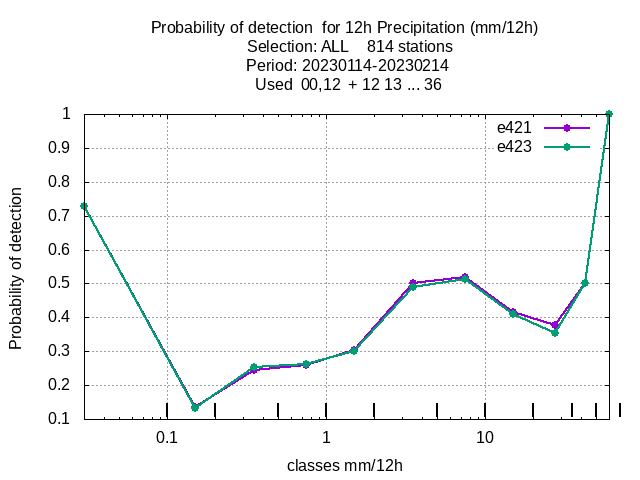 Probability of detection  for 12h Precipitation (mm/12h)
Selection: ALL    814 stations
Period: 20230114-20230214
Used  00,12  + 12 13 ... 36
e421
e423
Probability of detection
1
0.9
0.8
0.7
0.6
0.5
0.4
0.3
0.2
0.1
0.1
1
10
classes mm/12h